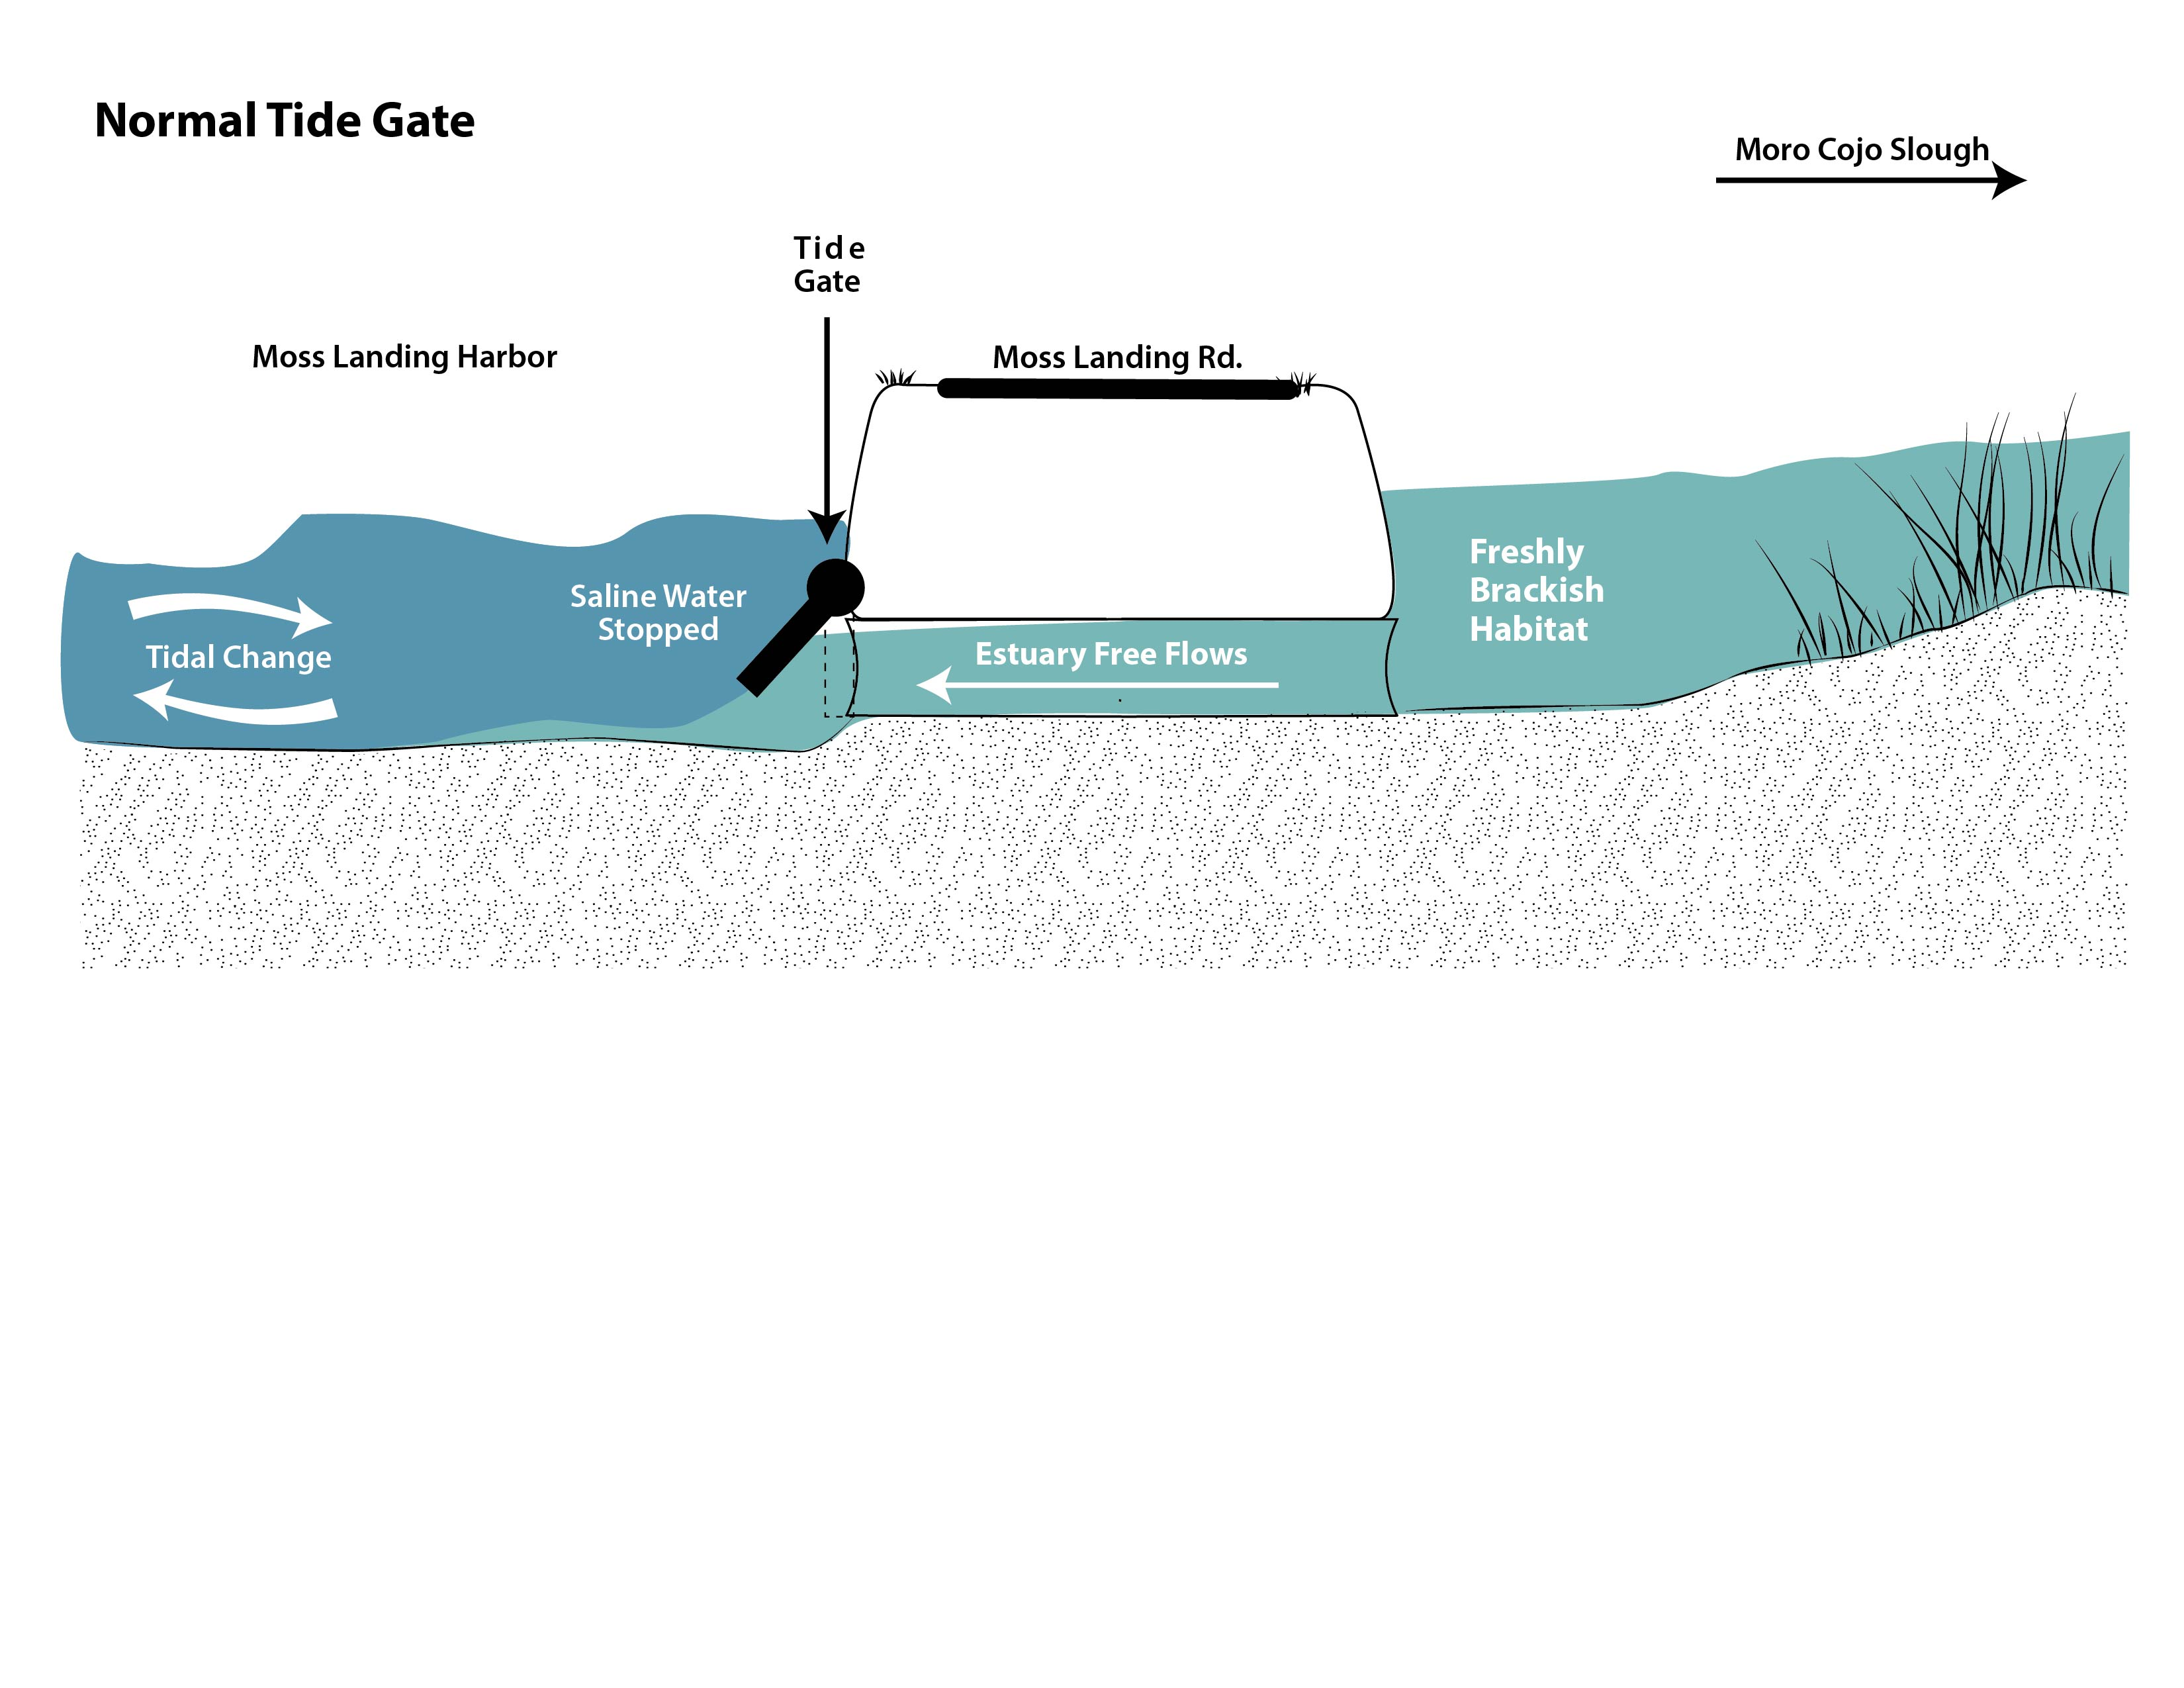 Normal Tide Gate
Moro Cojo Slough
Tide
Gate
Moss Landing Harbor
Moss Landing Rd.
Freshly
Brackish
Habitat
Saline Water
Stopped
Tidal Change
Estuary Free Flows